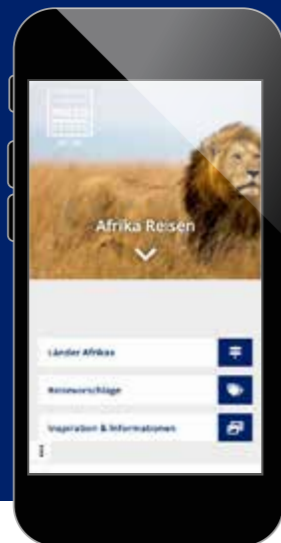 Afrika Reisen
Länder Afrikas
Reisevorschläge
Inspiration & Informationen